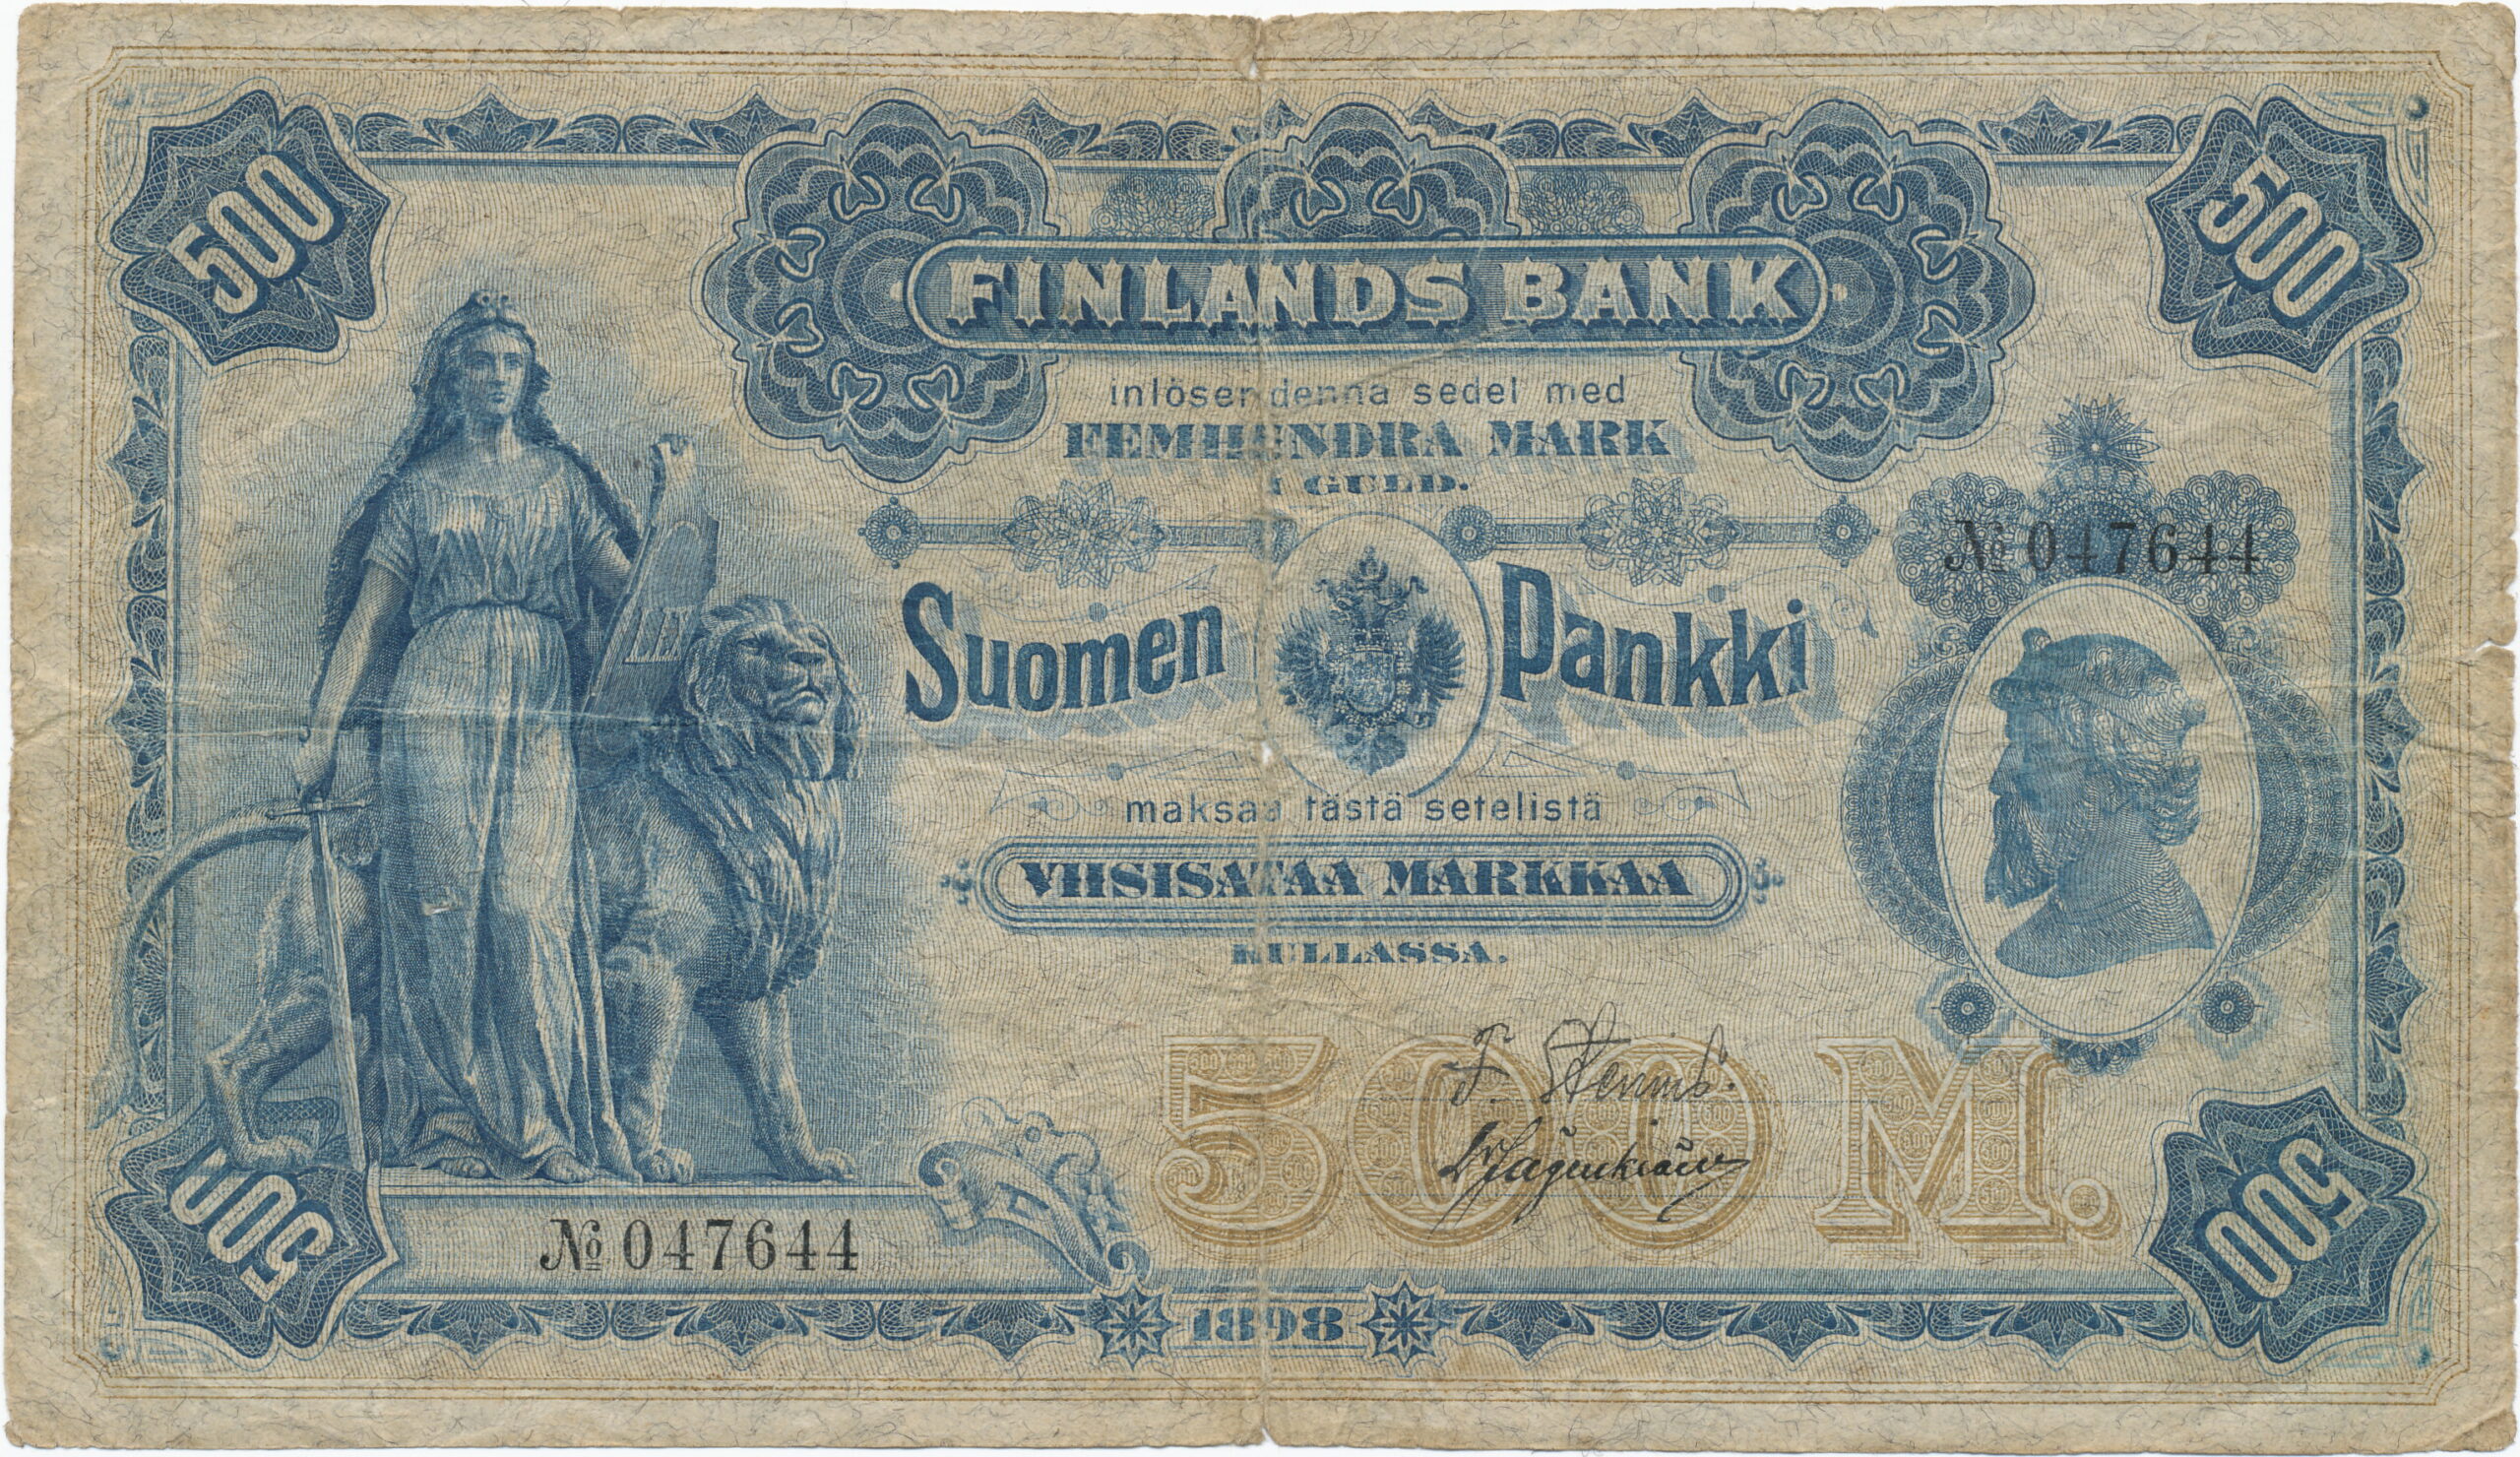 500
500
FINLANDS BANK
inlöser denna sedel med
FEMHUNDRA MARK
I GULD.
Suomen Pankki
№ 047644
LEX
maksaa tästä setelistä
VIISISATAA MARKKAA
KULLASSA.
500 M.
500
500
№ 047644
1898